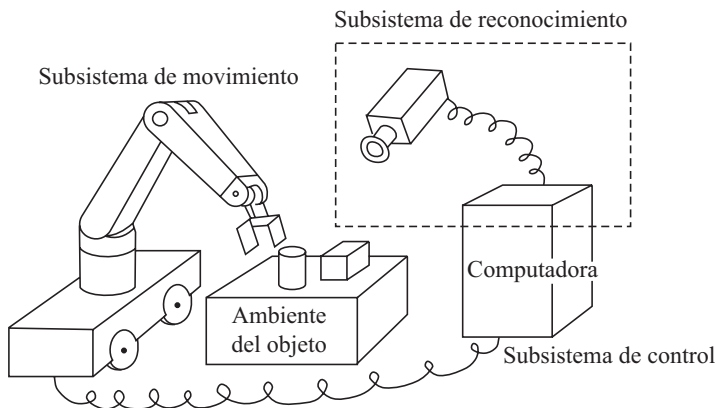 Subsistema de reconocimiento
Subsistema de movimiento
Computadora
Ambiente
del objeto
Subsistema de control